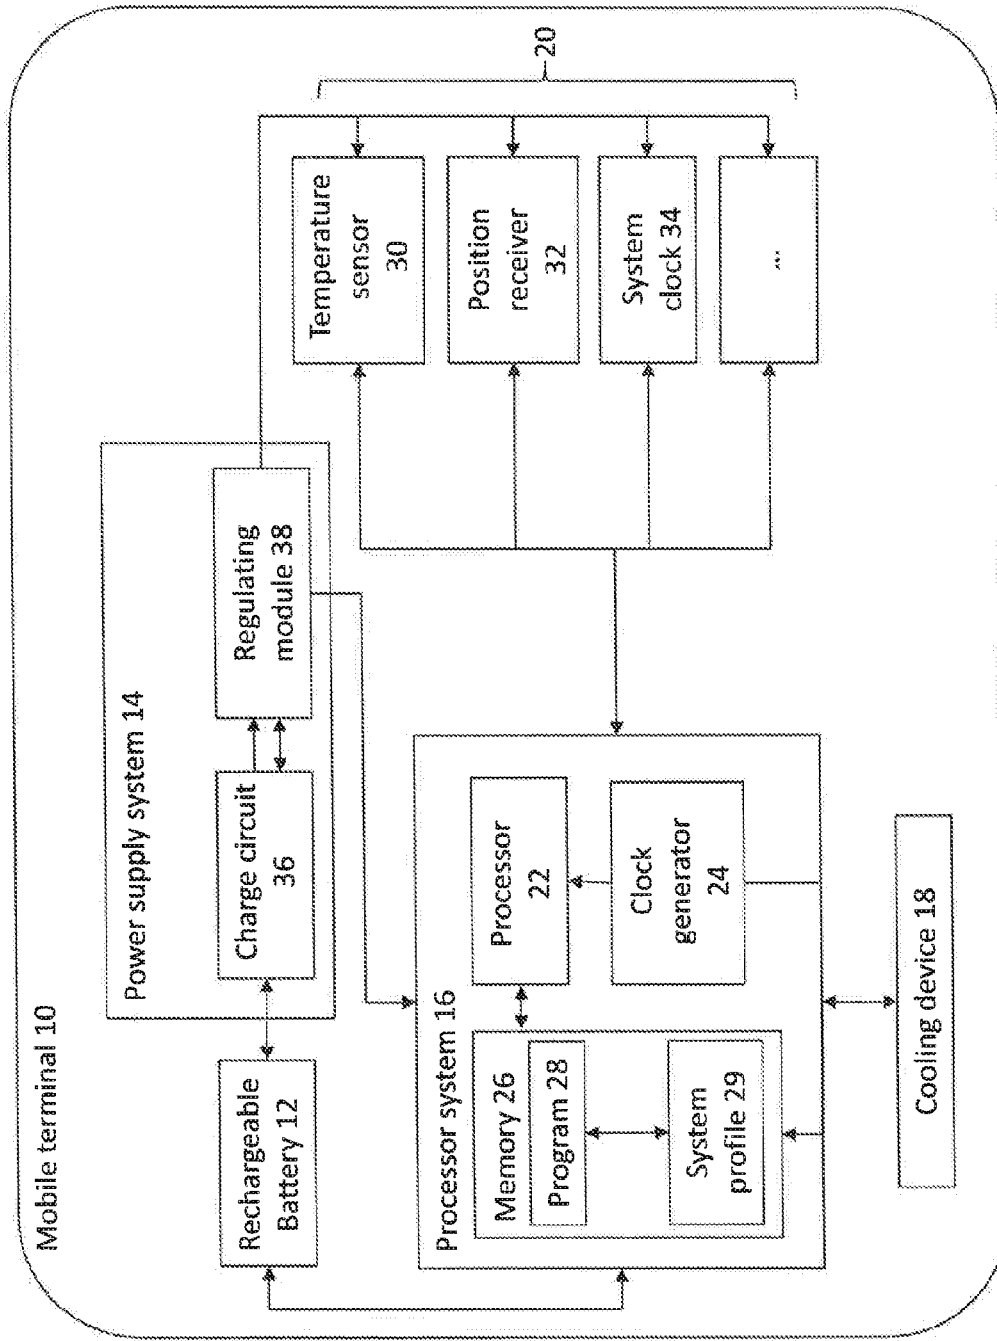 Mobile terminal 10
Power supply system 14
Rechargeable
Battery 12
Charge circuit
36
Regulating
module 38
Processor system 16
Memory 26
Program 28
System
profile 29
Processor
22
Clock
generator
24
Temperature
sensor
30
Position
receiver
32
System
clock 34
...
20
Cooling device 18